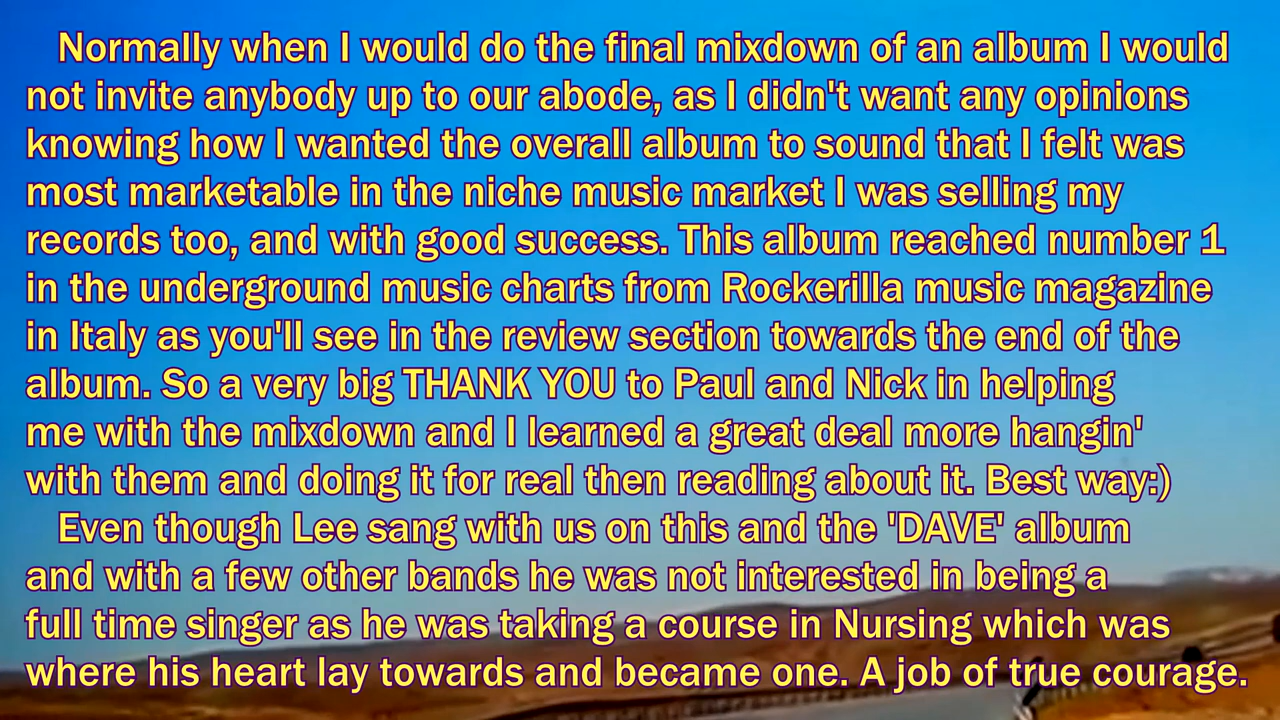 Normally when I would do the final mixdown of an album I would
not invite anybody up to our abode, as I didn't want any opinions
knowing how I wanted the overall album to sound that I felt was
most marketable in the niche music market I was selling my
records too, and with good success. This album reached number 1
in the underground music charts from Rockerilla music magazine
in Italy as you'll see in the review section towards the end of the
album. So a very big THANK YOU to Paul and Nick in helping
me with the mixdown and I learned a great deal more hangin'
with them and doing it for real then reading about it. Best way:)
Even though Lee sang with us on this and the 'DAVE' album
and with a few other bands he was not interested in being a
full time singer as he was taking a course in Nursing which was
where his heart lay towards and became one. A job of true courage.